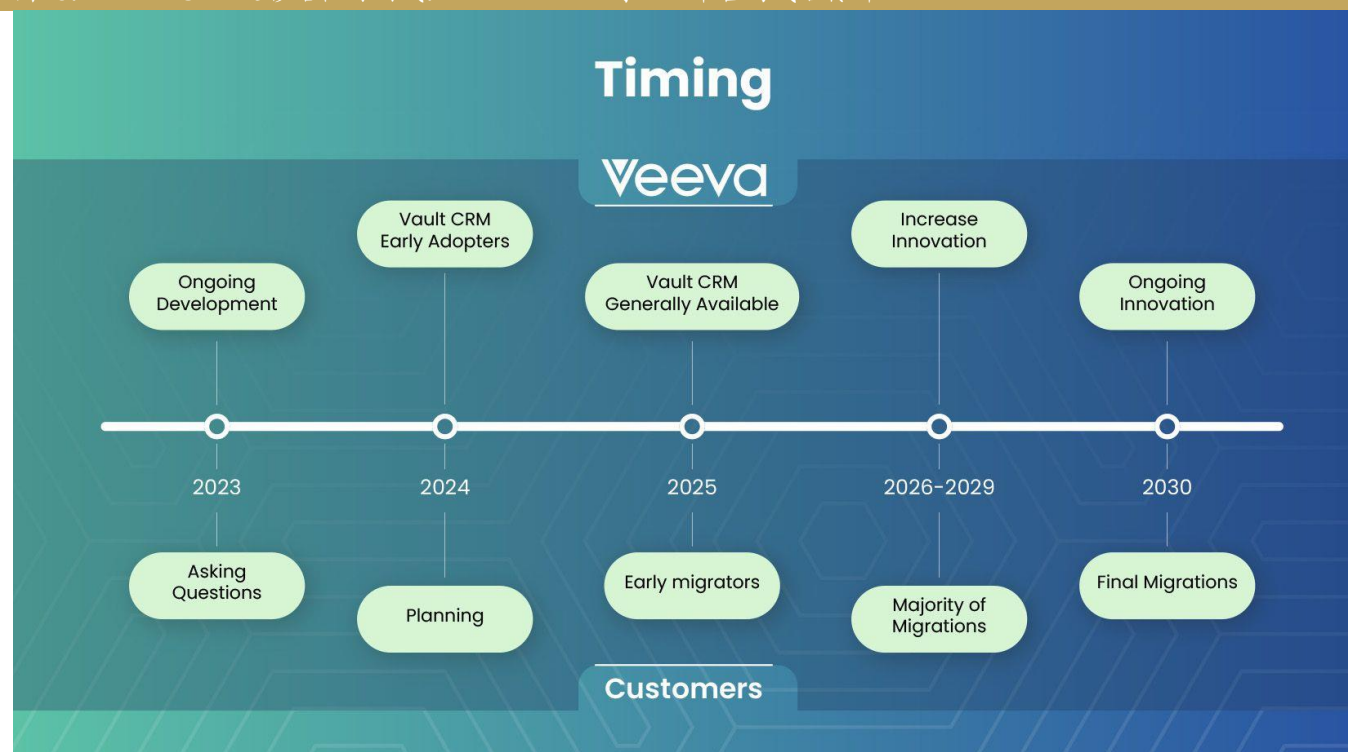 Timing
Veeva
Vault CRM
Early Adopters
Increase
Innovation
Ongoing
Development
Vault CRM
Generally Available
Ongoing
Innovation
2023
2024
2025
2026-2029
2030
Asking
Questions
Planning
Early migrators
Majority of
Migrations
Final Migrations
Customers